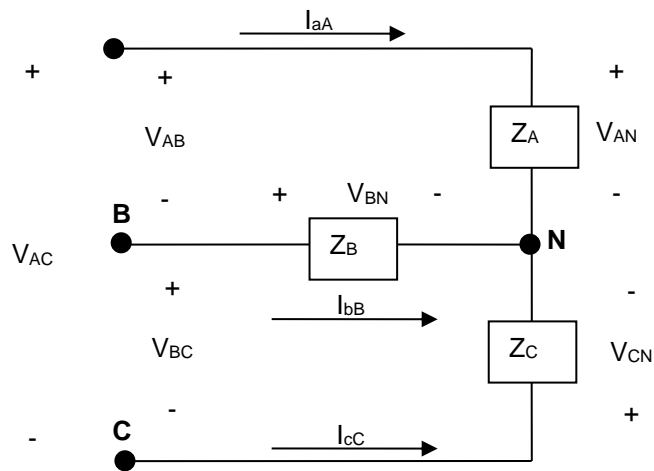 IaA
+ + +
VAB ZA VAN
- + VBN - -
B N
VAC ZB
+ -
IbB
VBC ZC VCN
- +
- C IcC